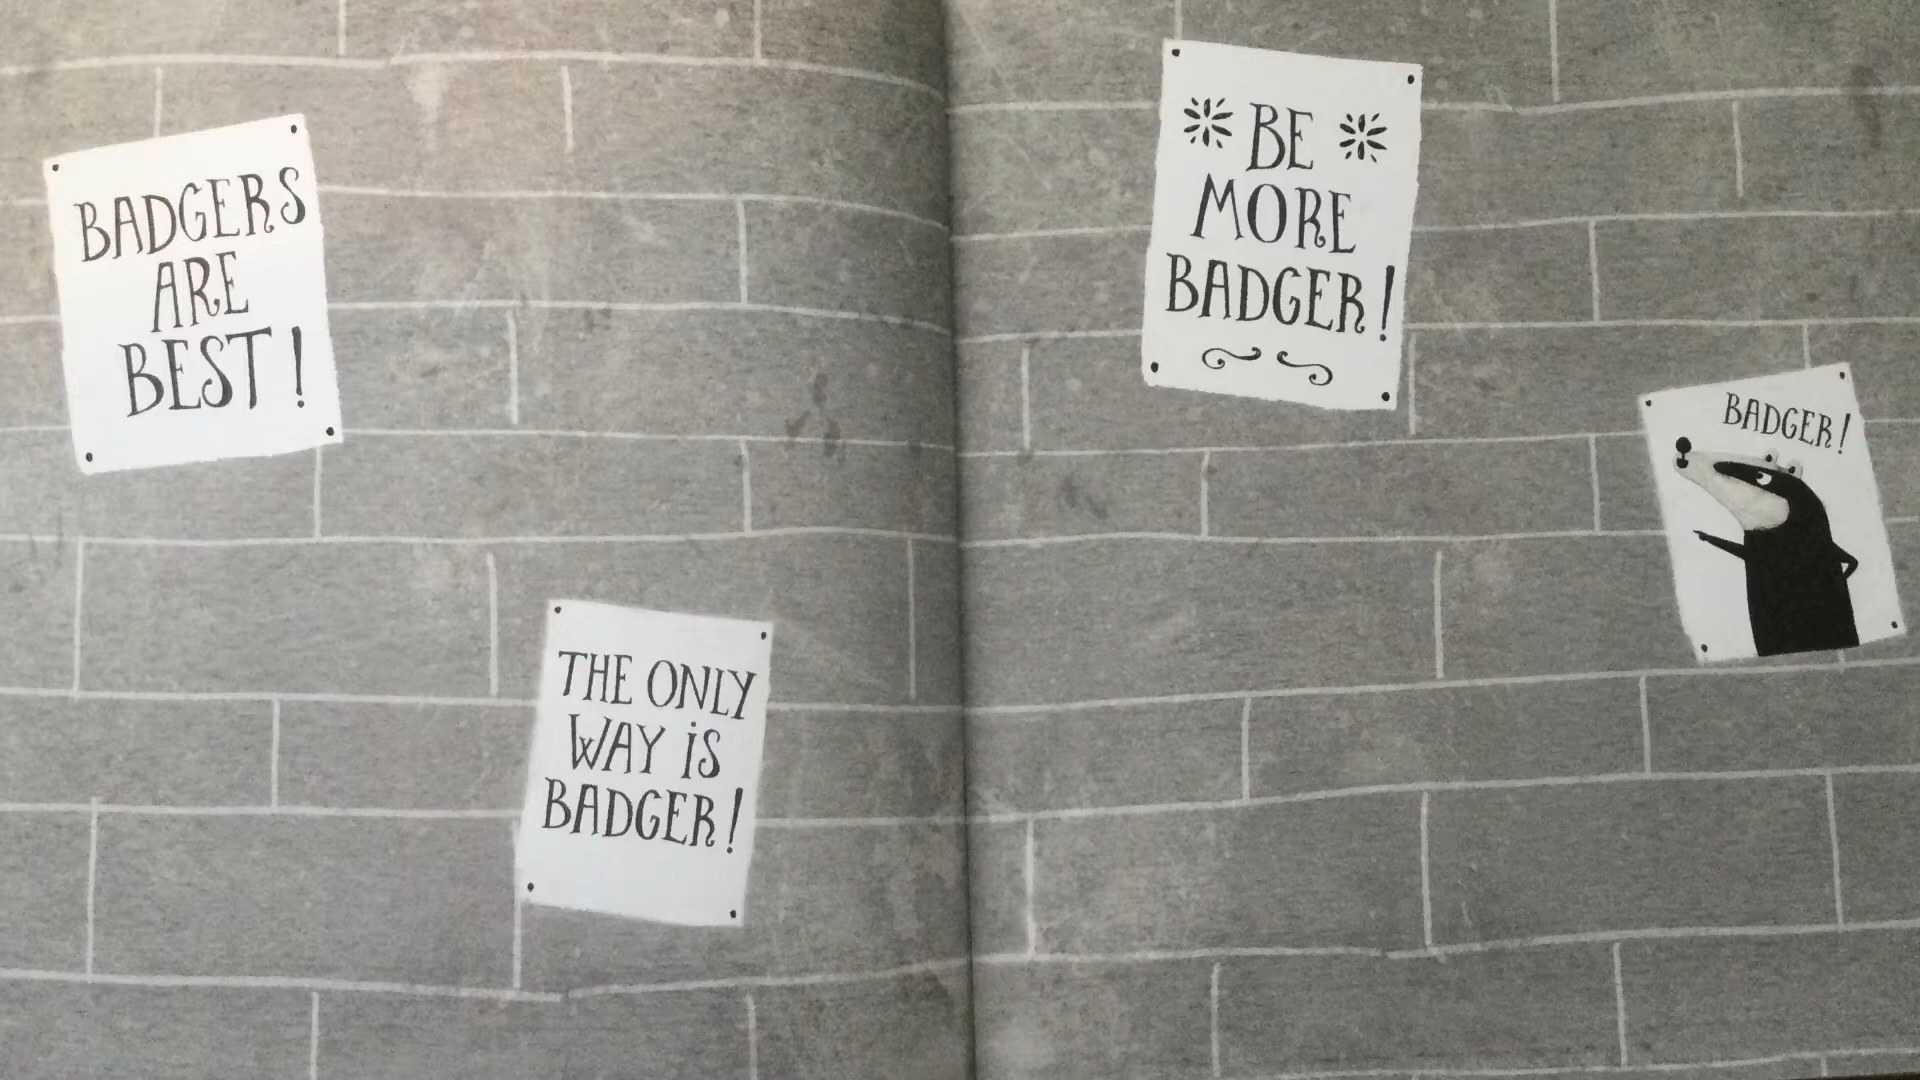 BADGERS
ARE
BEST!
THE ONLY
WAY iS
BADGER!
BE
MORE
BADGER!
BADGER!